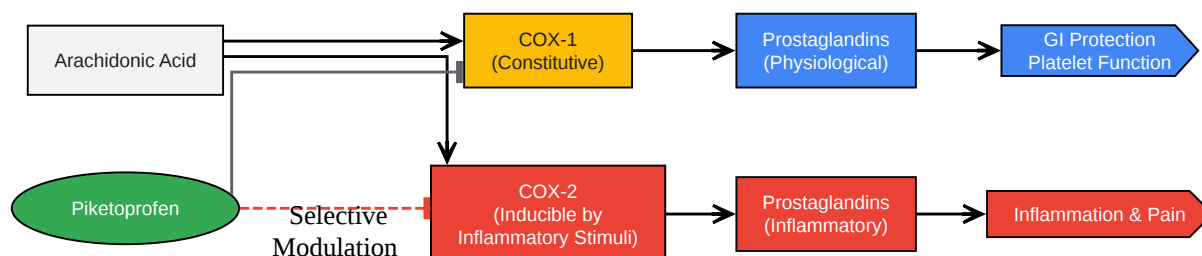 Arachidonic Acid
COX-1
(Constitutive)
Prostaglandins
(Physiological)
GI Protection
Platelet Function
Piketoprofen
Selective
Modulation
COX-2
(Inducible by
Inflammatory Stimuli)
Prostaglandins
(Inflammatory)
Inflammation & Pain